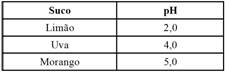 Suco pH
Limão 2,0
Uva 4,0
Morango 5,0